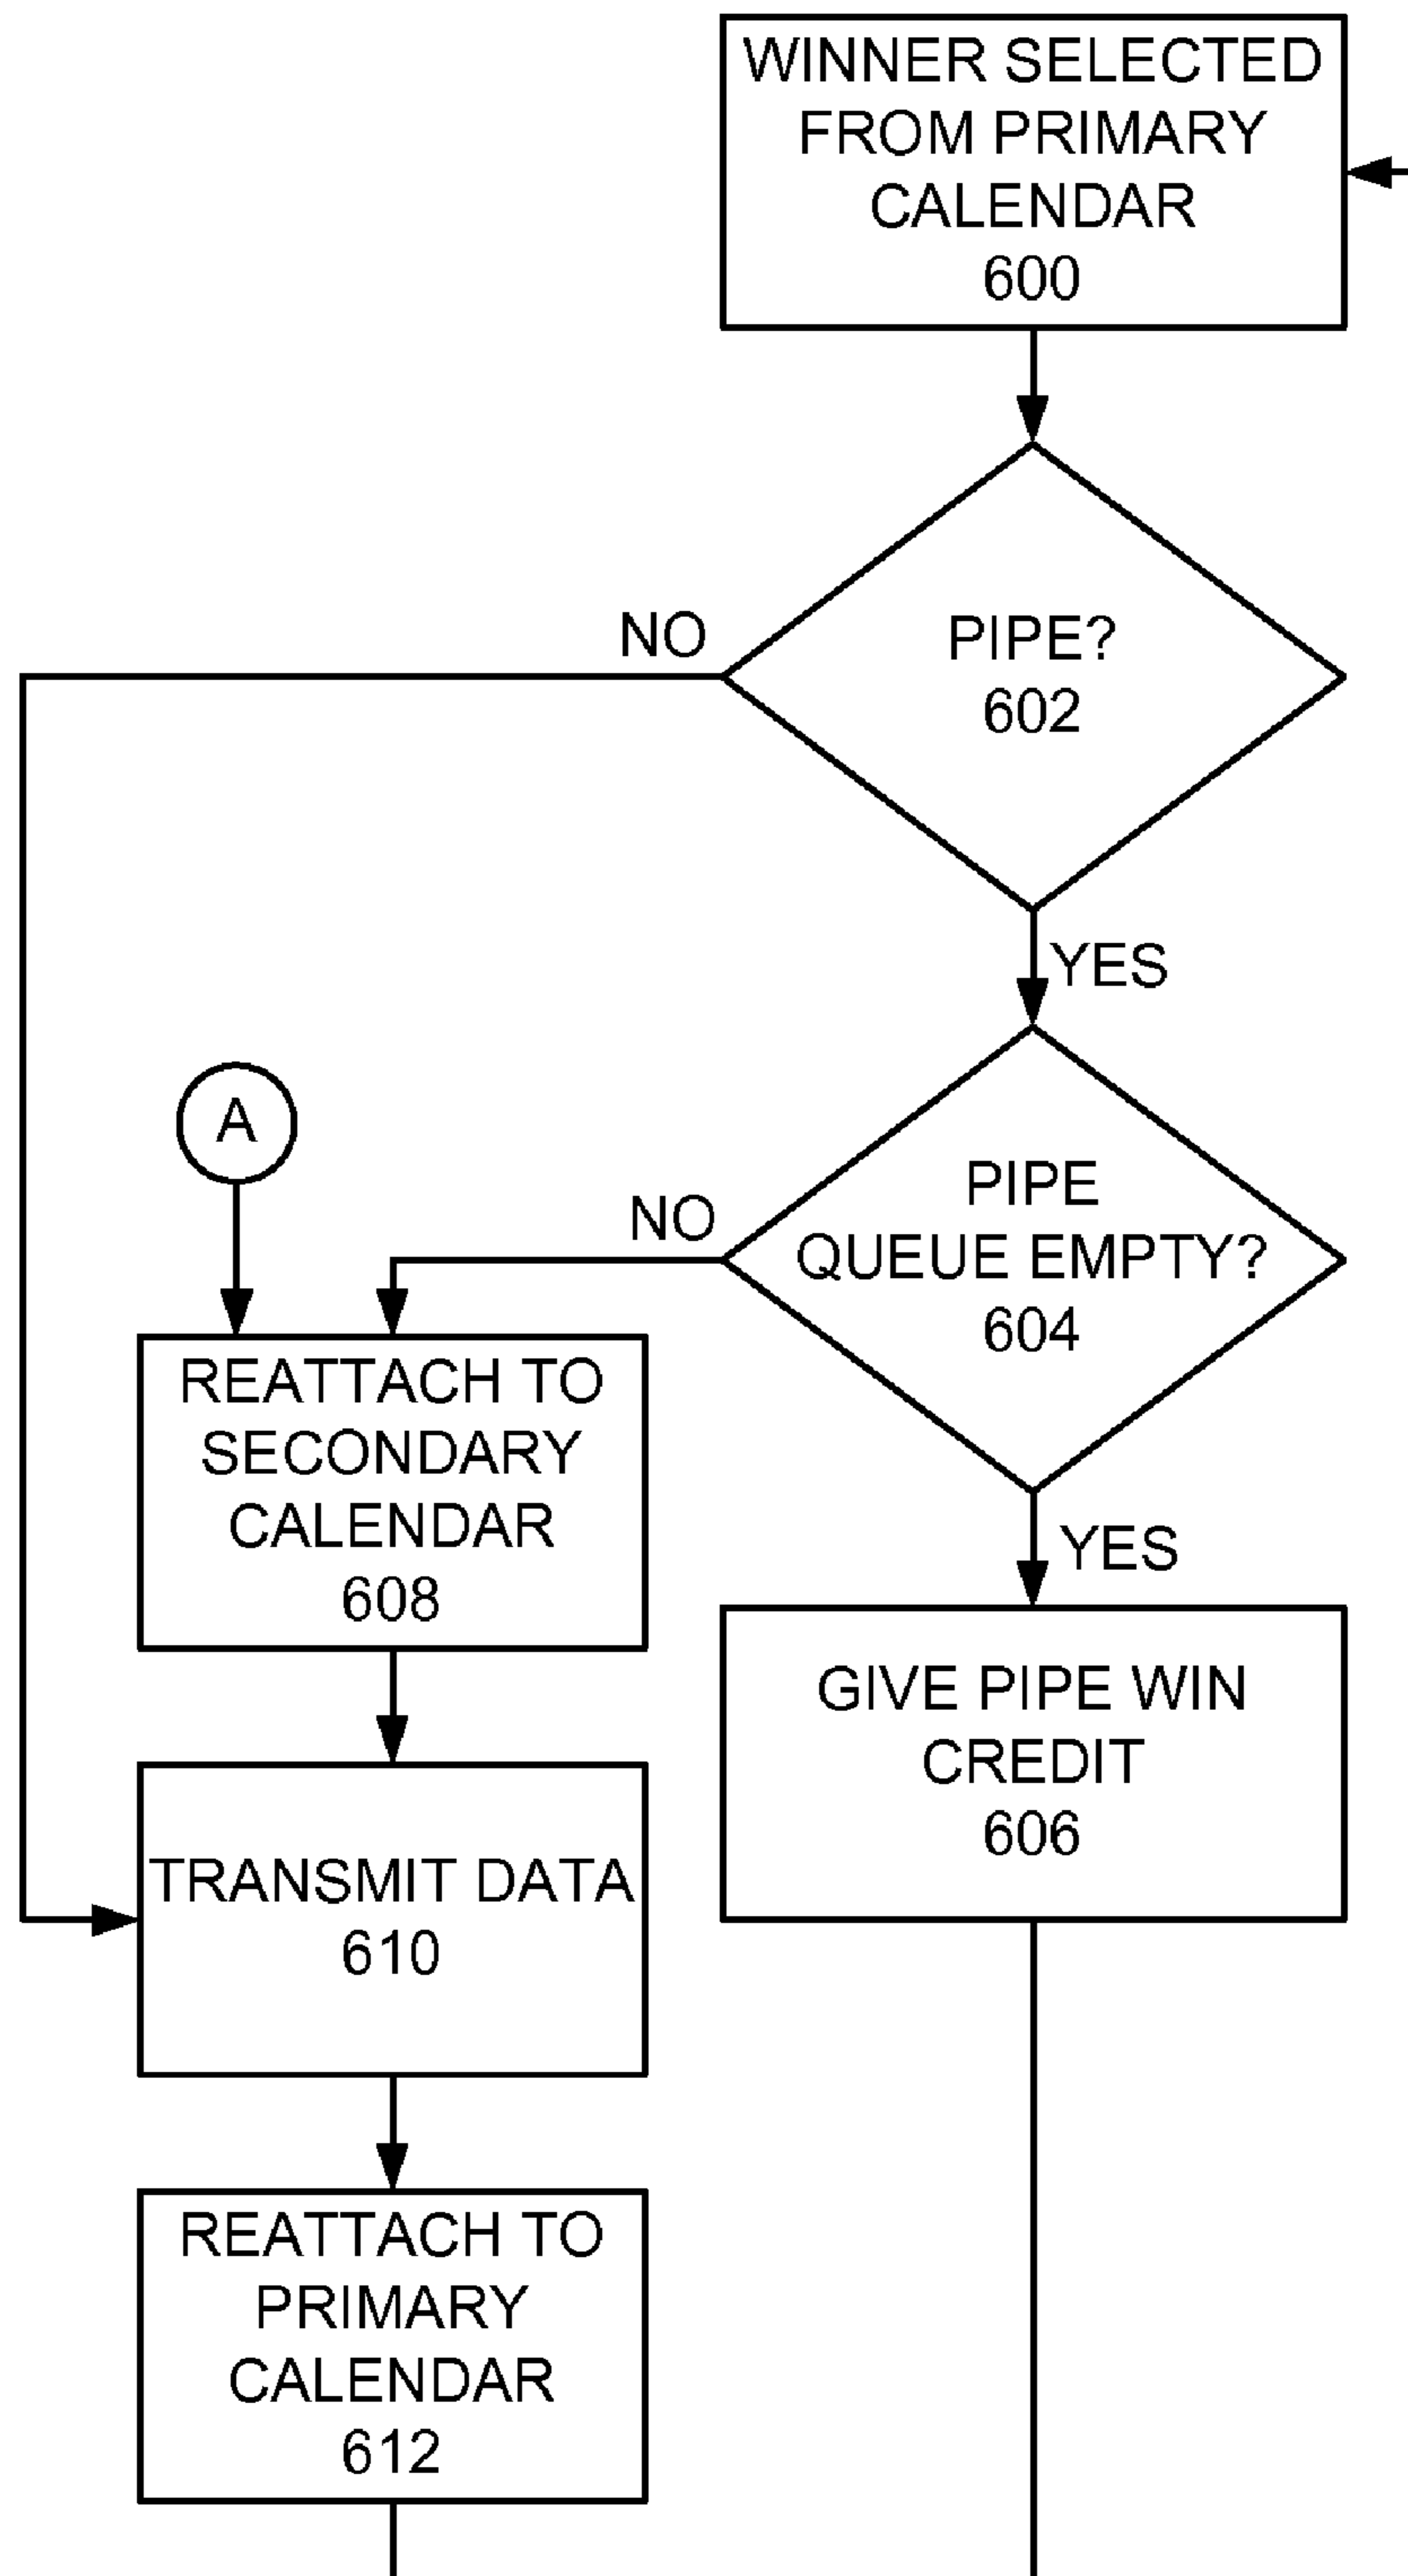 WINNER SELECTED
FROM PRIMARY
CALENDAR
600
NO
PIPE?
602
YES
A
NO
PIPE
QUEUE EMPTY?
604
REATTACH TO
SECONDARY
CALENDAR
608
YES
GIVE PIPE WIN
CREDIT
606
TRANSMIT DATA
610
REATTACH TO
PRIMARY
CALENDAR
612